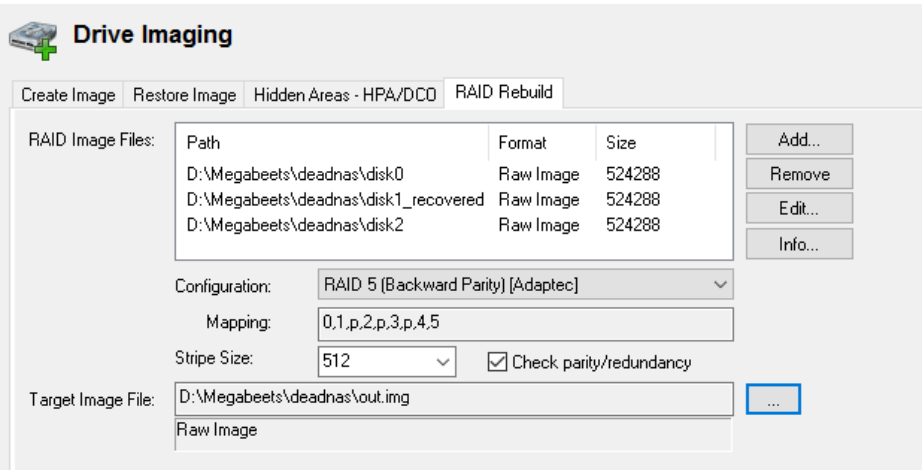 Drive Imaging
Create Image Restore Image Hidden Areas - HPA/DCO RAID Rebuild
RAID Image Files:
Path Format Size
D:\Megabeets\deadnas\disk0 Raw Image 524288
D:\Megabeets\deadnas\disk1_recovered Raw Image 524288
D:\Megabeets\deadnas\disk2 Raw Image 524288
Add...
Remove
Edit...
Info...
Configuration: RAID 5 (Backward Parity) [Adaptec]
Mapping: 0,1,p,2,p,3,p,4,5
Stripe Size: 512 Check parity/redundancy
Target Image File: D:\Megabeets\deadnas\out.img ...
Raw Image